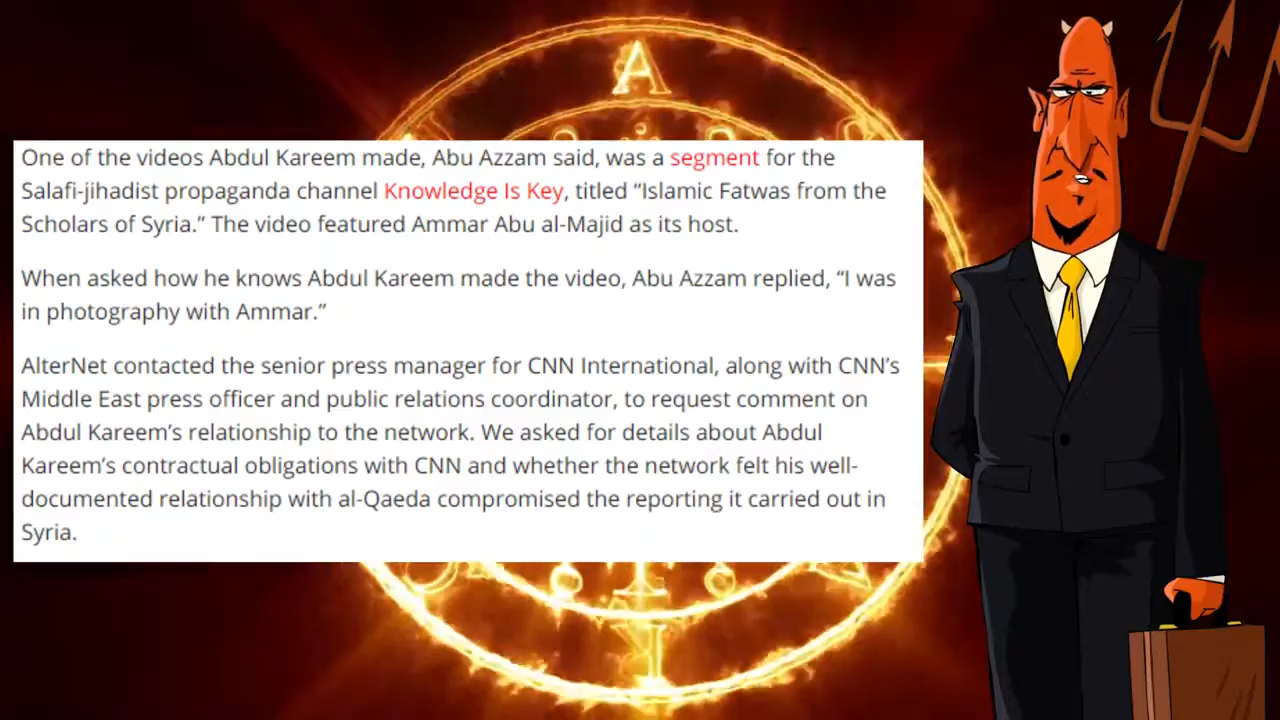 A
One of the videos Abdul Kareem made, Abu Azzam said, was a segment for the
Salafi-jihadist propaganda channel Knowledge Is Key, titled “Islamic Fatwas from the
Scholars of Syria.” The video featured Ammar Abu al-Majid as its host.
When asked how he knows Abdul Kareem made the video, Abu Azzam replied, “I was
in photography with Ammar.”
AlterNet contacted the senior press manager for CNN International, along with CNN’s
Middle East press officer and public relations coordinator, to request comment on
Abdul Kareem’s relationship to the network. We asked for details about Abdul
Kareem’s contractual obligations with CNN and whether the network felt his well-
documented relationship with al-Qaeda compromised the reporting it carried out in
Syria.